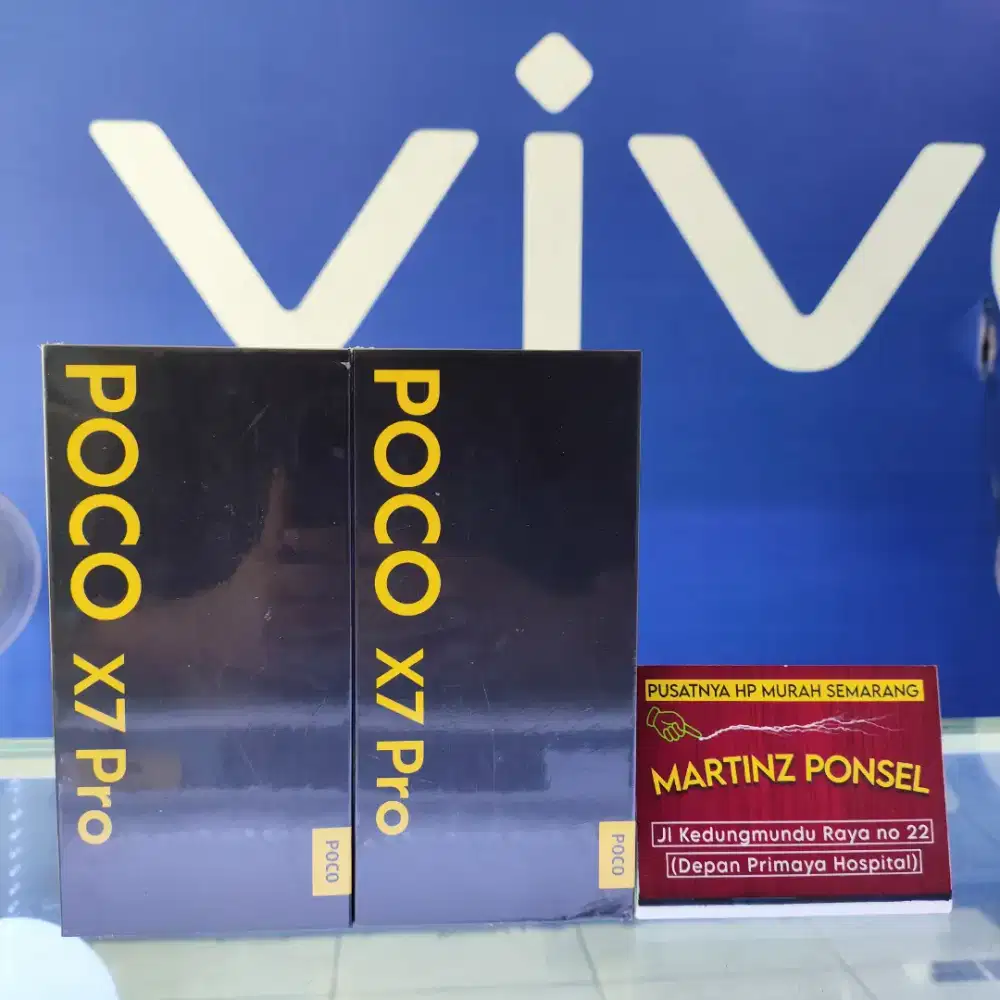 vivo
POCO X7 Pro
POCO
POCO X7 Pro
POCO
PUSATNYA HP MURAH SEMARANG
MARTINZ PONSEL
Jl Kedungmundu Raya no 22
(Depan Primaya Hospital)